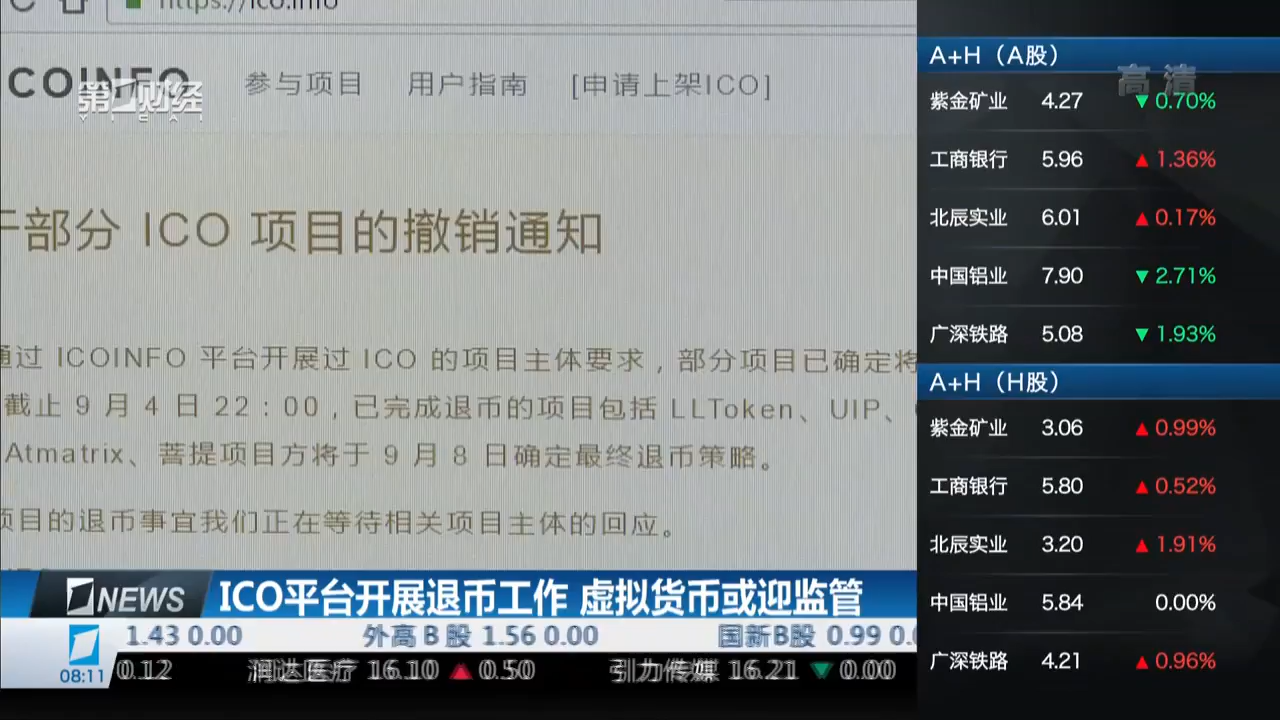 https://ico.info
COINFO 参与项目 用户指南 [申请上架ICO]
第一财经
YICAI
部分 ICO 项目的撤销通知
通过 ICOINFO 平台开展过 ICO 的项目主体要求，部分项目已确定将
截止 9 月 4 日 22：00，已完成退币的项目包括 LLToken、UIP、
Atmatrix、菩提项目方将于 9 月 8 日确定最终退币策略。
项目的退币事宜我们正在等待相关项目主体的回应。
NEWS ICO平台开展退币工作 虚拟货币或迎监管
1.43 0.00 外高B股 1.56 0.00 国新B股 0.99 0.0
08:11 0.12 润达医疗 16.10 ▲ 0.50 引力传媒 16.21 ▼ 0.00
高清
A+H（A股）
紫金矿业 4.27 ▼ 0.70%
工商银行 5.96 ▲ 1.36%
北辰实业 6.01 ▲ 0.17%
中国铝业 7.90 ▼ 2.71%
广深铁路 5.08 ▼ 1.93%
A+H（H股）
紫金矿业 3.06 ▲ 0.99%
工商银行 5.80 ▲ 0.52%
北辰实业 3.20 ▲ 1.91%
中国铝业 5.84 0.00%
广深铁路 4.21 ▲ 0.96%